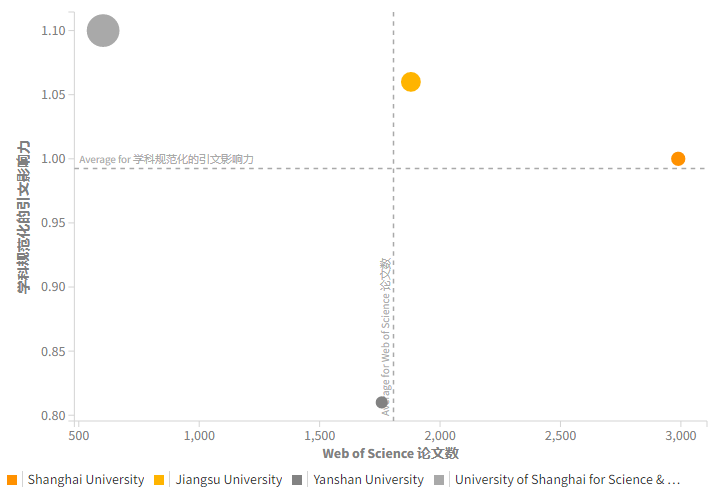 学科规范化的引文影响力
1.10
1.05
1.00
0.95
0.90
0.85
0.80
Average for 学科规范化的引文影响力
Average for Web of Science 论文数
500
1,000
1,500
2,000
2,500
3,000
Web of Science 论文数
Shanghai University
Jiangsu University
Yanshan University
University of Shanghai for Science & ...